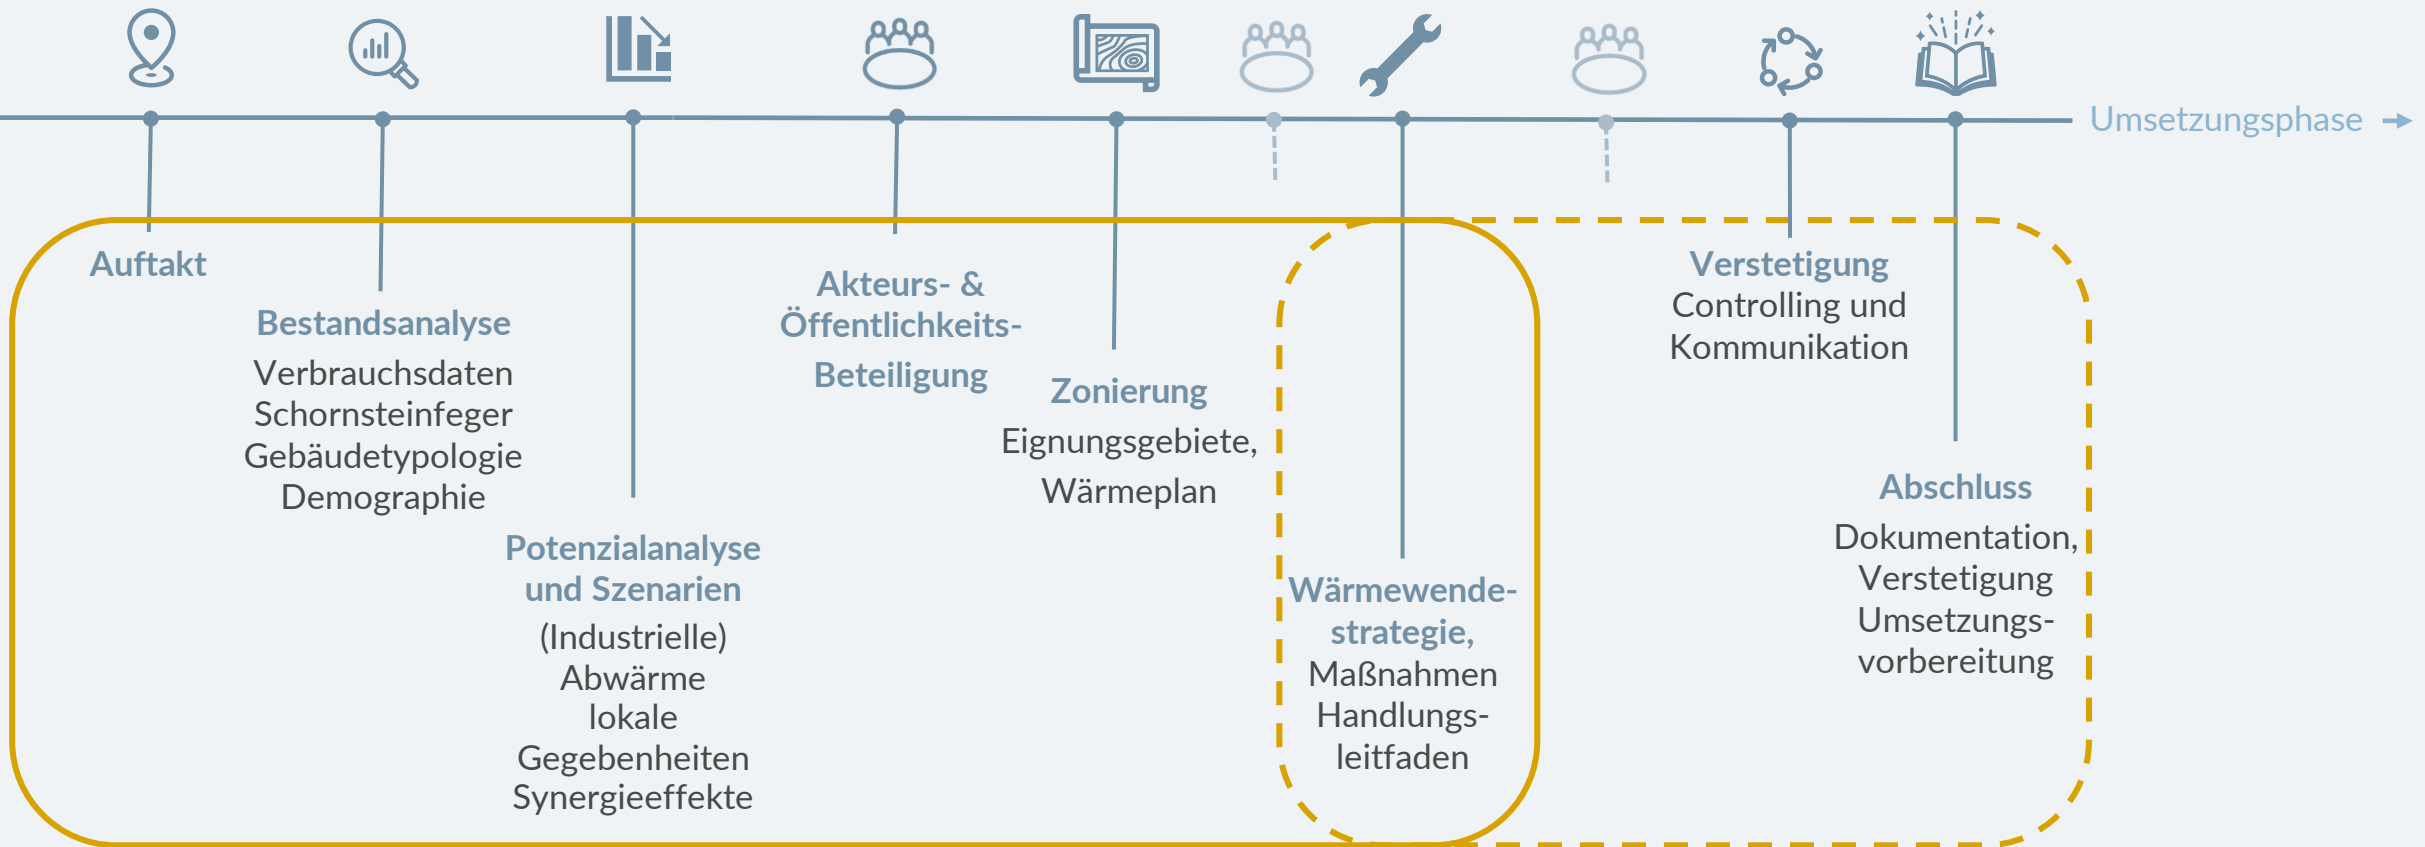 Umsetzungsphase
Auftakt
Bestandsanalyse
Verbrauchsdaten
Schornsteinfeger
Gebäudetypologie
Demographie
Potenzialanalyse
und Szenarien
(Industrielle)
Abwärme
lokale
Gegebenheiten
Synergieeffekte
Akteurs- &
Öffentlichkeits-
Beteiligung
Zonierung
Eignungsgebiete,
Wärmeplan
Wärmewende-
strategie,
Maßnahmen
Handlungs-
leitfaden
Verstetigung
Controlling und
Kommunikation
Abschluss
Dokumentation,
Verstetigung
Umsetzungs-
vorbereitung